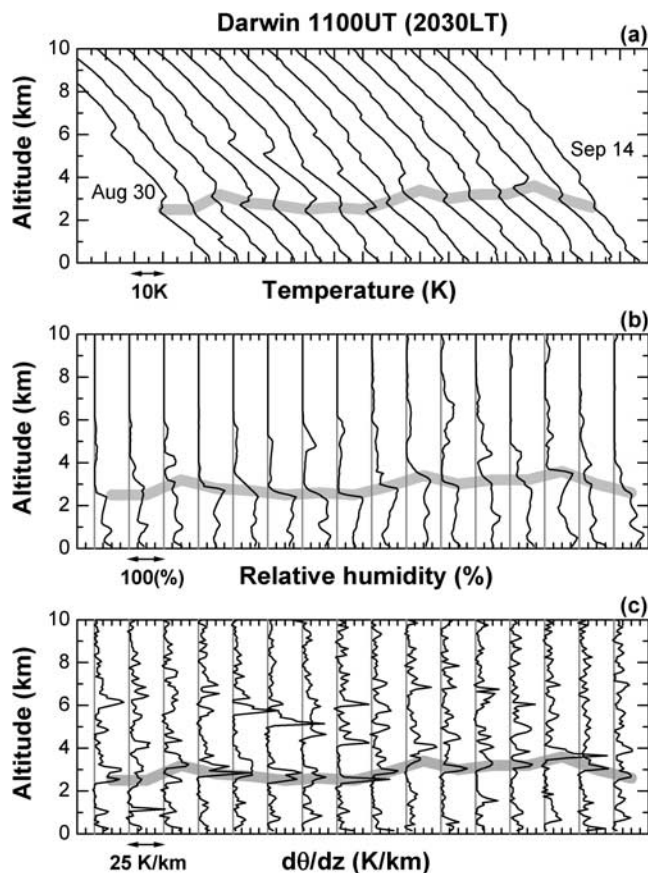 Darwin 1100UT (2030LT)
(a)
10
8
6
4
2
0
Altitude (km)
Aug 30
Sep 14
10K
Temperature (K)
(b)
10
8
6
4
2
0
Altitude (km)
100(%)
Relative humidity (%)
(c)
10
8
6
4
2
0
Altitude (km)
25 K/km
dθ/dz (K/km)